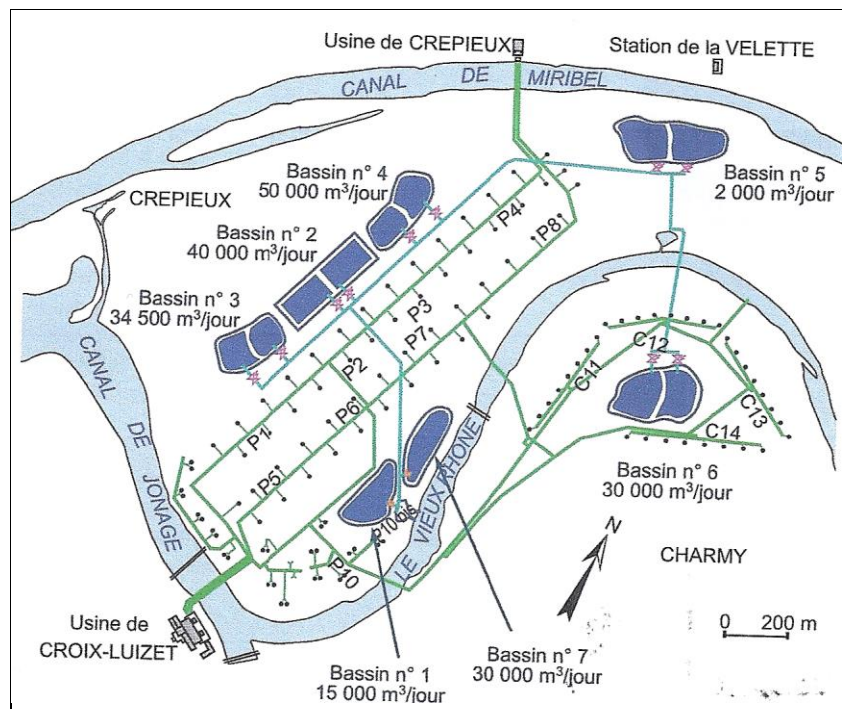 Usine de CREPIEUX
Station de la VELETTE
CANAL DE MIRIBEL
Bassin n° 4
50 000 m³/jour
Bassin n° 5
2 000 m³/jour
CREPIEUX
Bassin n° 2
40 000 m³/jour
P4
P8
Bassin n° 3
34 500 m³/jour
P3
P7
C12
P2
C11
CANAL DE JONAGE
P6
C13
P1
C14
P5
LE VIEUX RHONE
Bassin n° 6
30 000 m³/jour
P10 bis
N
P10
CHARMY
Usine de
CROIX-LUIZET
0 200 m
Bassin n° 7
30 000 m³/jour
Bassin n° 1
15 000 m³/jour